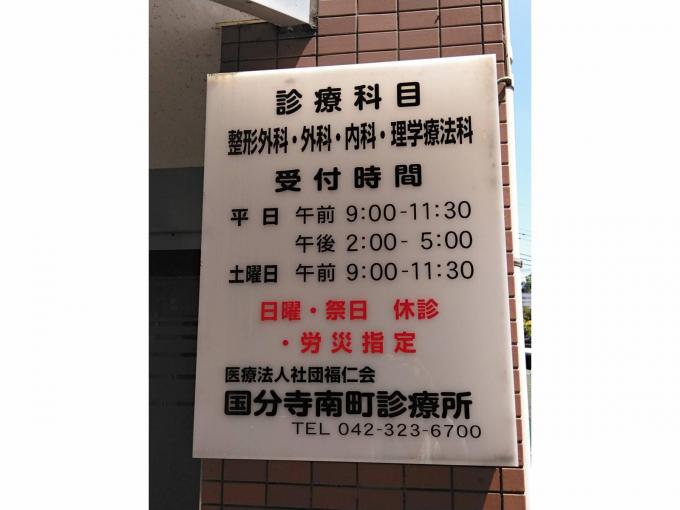 診療科目
整形外科・外科・内科・理学療法科
受付時間
平日 午前 9:00-11:30
午後 2:00- 5:00
土曜日 午前 9:00-11:30
日曜・祭日 休診
・労災指定
医療法人社団福仁会
国分寺南町診療所
TEL 042-323-6700